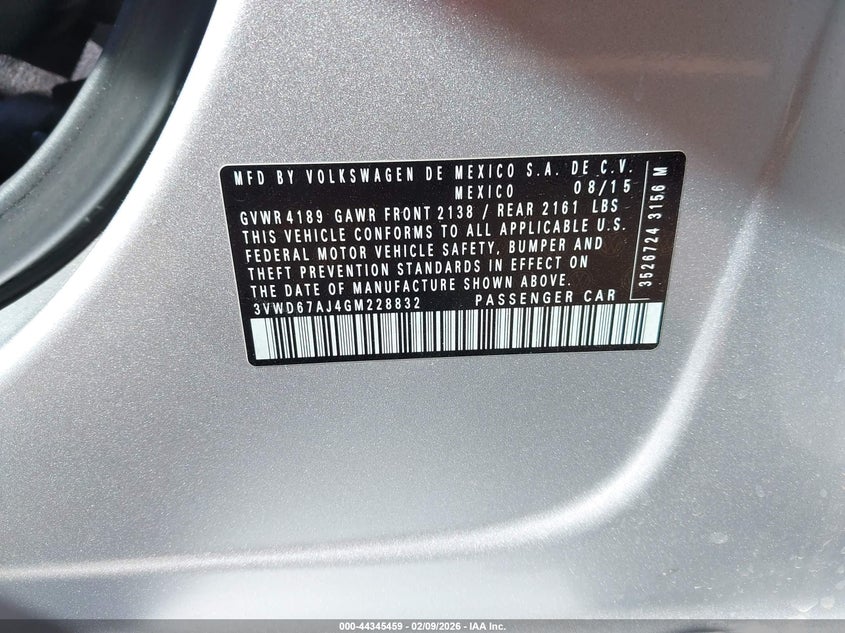 MFD BY VOLKSWAGEN DE MEXICO S.A. DE C.V.
MEXICO 08/15
GVWR 4189 GAWR FRONT 2138 / REAR 2161 LBS
THIS VEHICLE CONFORMS TO ALL APPLICABLE U.S.
FEDERAL MOTOR VEHICLE SAFETY, BUMPER AND
THEFT PREVENTION STANDARDS IN EFFECT ON
THE DATE OF MANUFACTURE SHOWN ABOVE.
3VWD67AJ4GM228832 PASSENGER CAR
3526724 3156 M
000-44345459 - 02/09/2026 - IAA Inc.